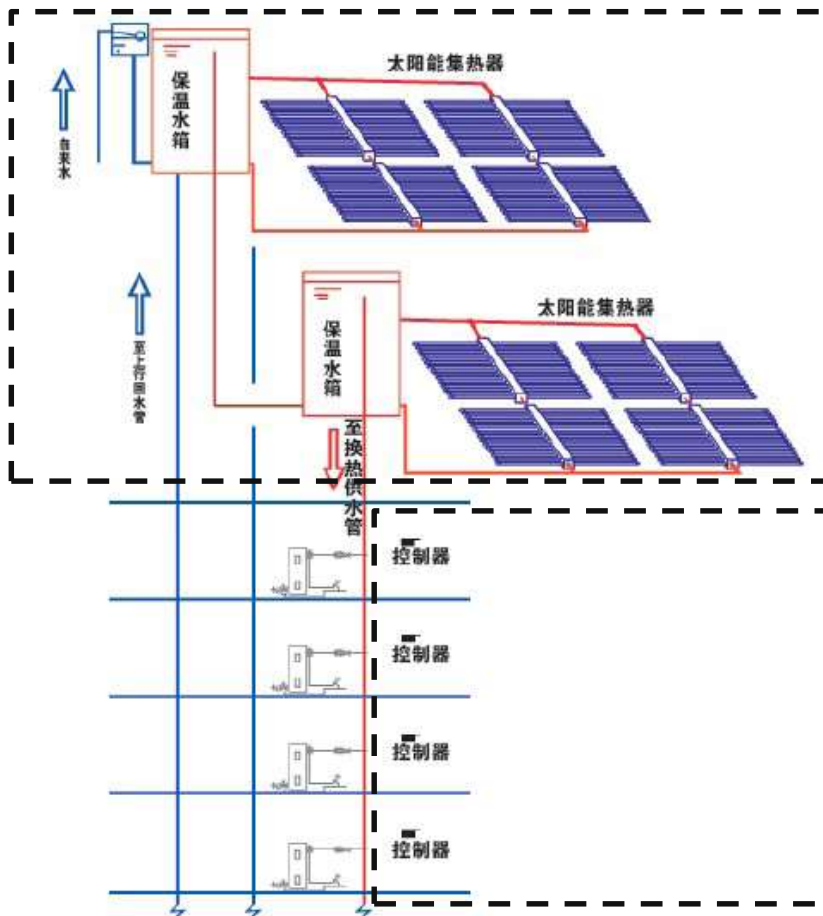 太阳能集热器
保温水箱
自来水
太阳能集热器
保温水箱
至上行回水管
至换热供水管
控制器
控制器
控制器
控制器